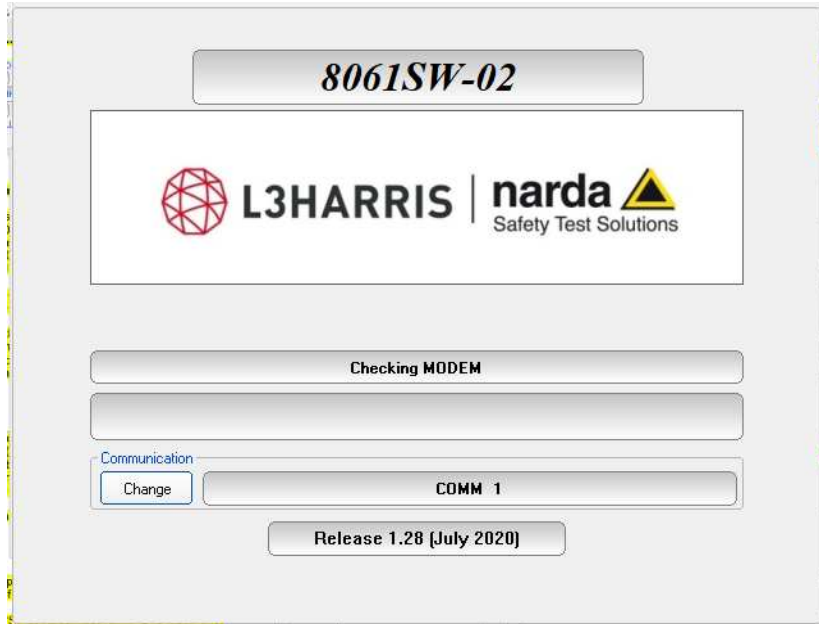 8061SW-02
L3HARRIS
narda
Safety Test Solutions
Checking MODEM
Communication
Change
COMM 1
Release 1.28 (July 2020)